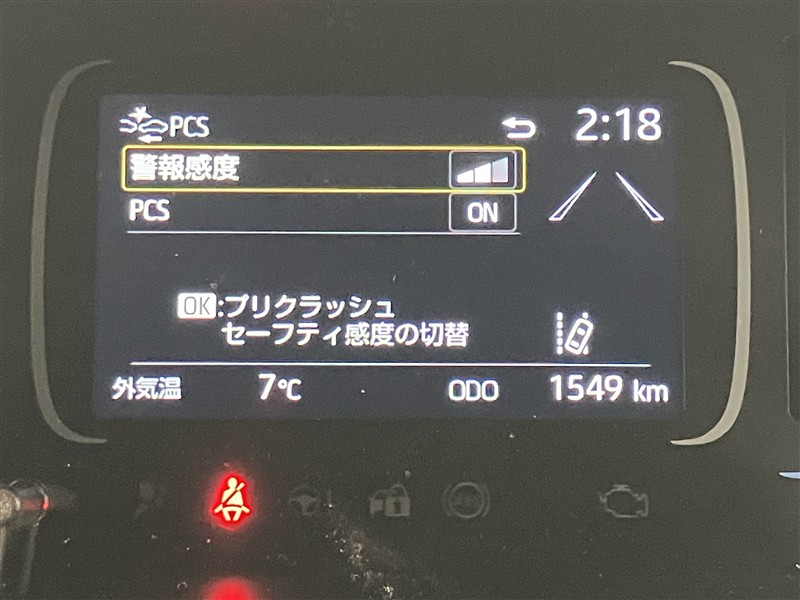 PCS
2:18
警報感度
PCS ON
OK:プリクラッシュ
セーフティ感度の切替
外気温 7℃ ODO 1549 km